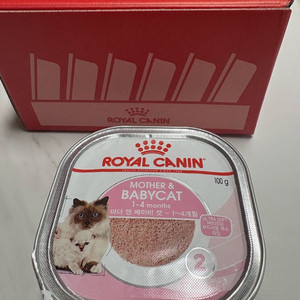 ROYAL CANIN
ROYAL CANIN
100 g
MOTHER &
BABYCAT
1-4 months
마더 앤 베이비 캣 - 1~4개월
2